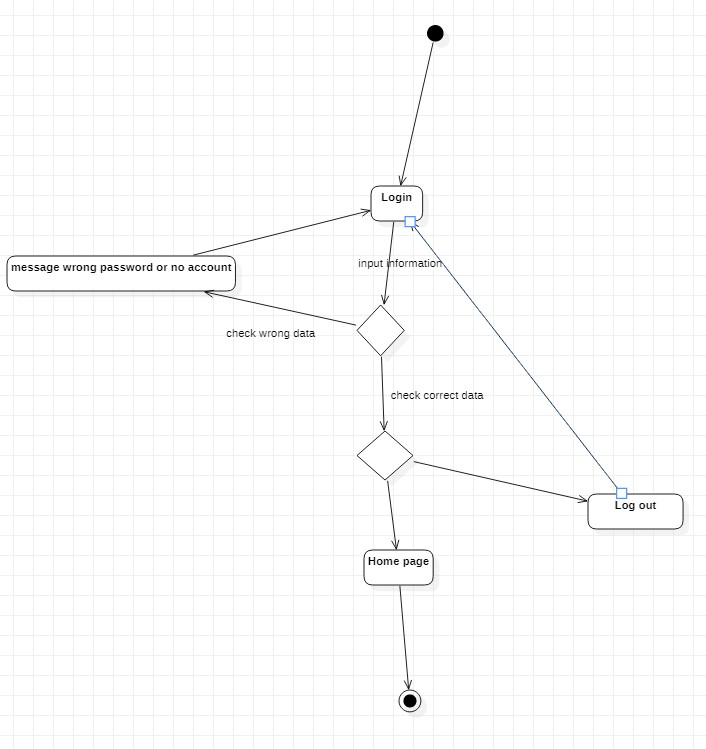 Login
input information
message wrong password or no account
check wrong data
check correct data
Log out
Home page